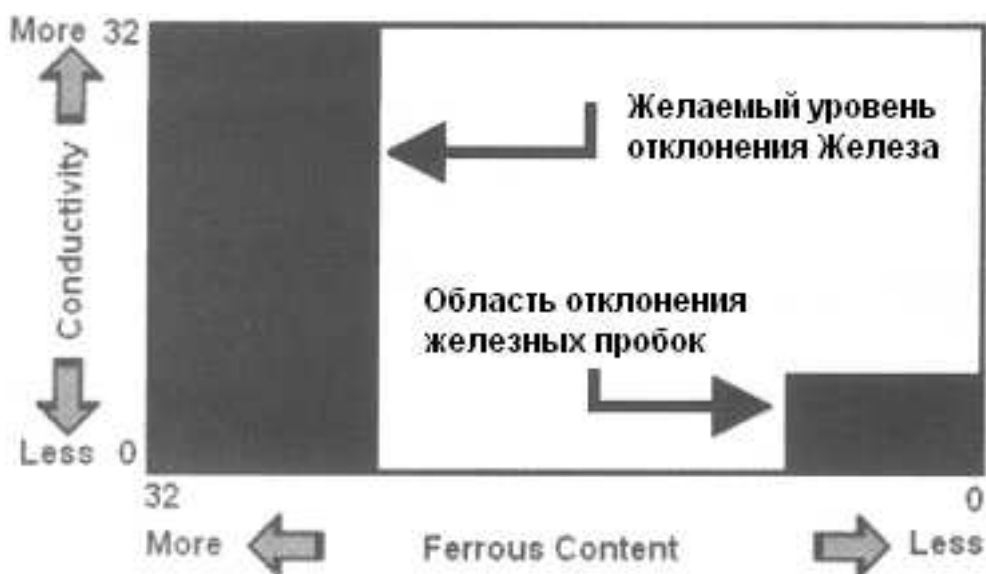 More 32
Желаемый уровень
отклонения Железа
Conductivity
Область отклонения
железных пробок
Less 0
32 0
More Ferrous Content Less